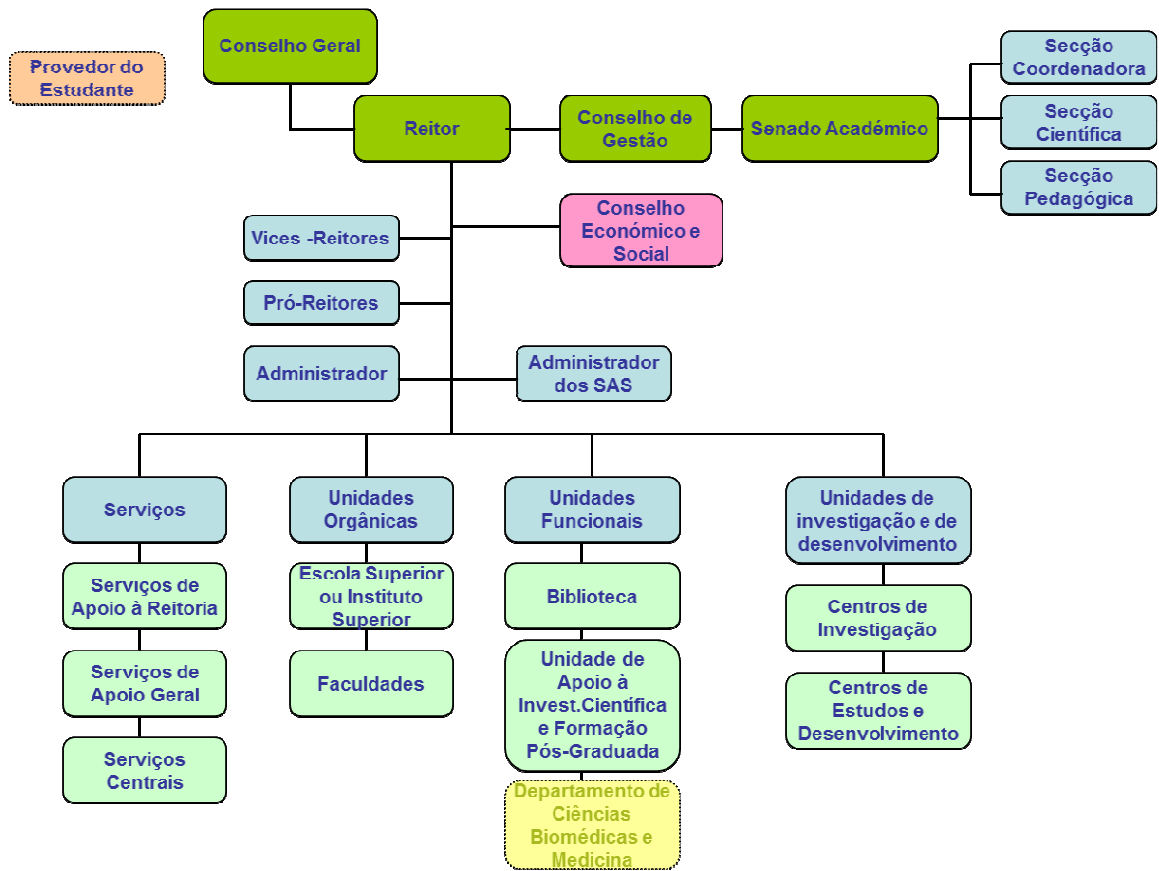 Conselho Geral
Provedor do
Estudante
Reitor
Conselho de
Gestão
Senado Académico
Secção
Coordenadora
Secção
Científica
Secção
Pedagógica
Conselho
Económico e
Social
Vices -Reitores
Pró-Reitores
Administrador
Administrador
dos SAS
Serviços
Serviços de
Apoio à Reitoria
Serviços de
Apoio Geral
Serviços
Centrais
Unidades
Orgânicas
Escola Superior
ou Instituto
Superior
Faculdades
Unidades
Funcionais
Biblioteca
Unidade de
Apoio à
Invest.Científica
e Formação
Pós-Graduada
Departamento de
Ciências
Biomédicas e
Medicina
Unidades de
investigação e de
desenvolvimento
Centros de
Investigação
Centros de
Estudos e
Desenvolvimento